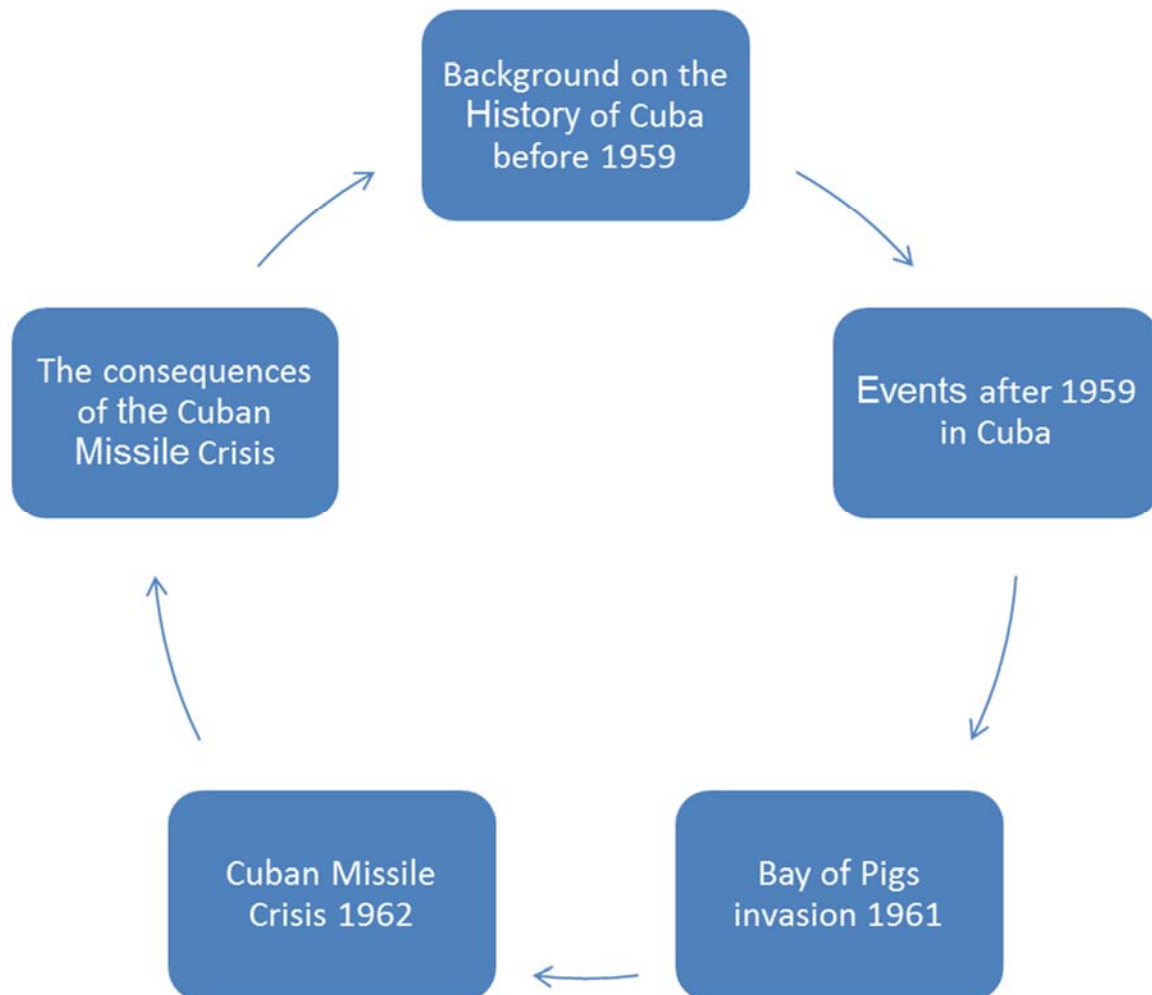 Background on the
History of Cuba
before 1959
Events after 1959
in Cuba
Bay of Pigs
invasion 1961
Cuban Missile
Crisis 1962
The consequences
of the Cuban
Missile Crisis